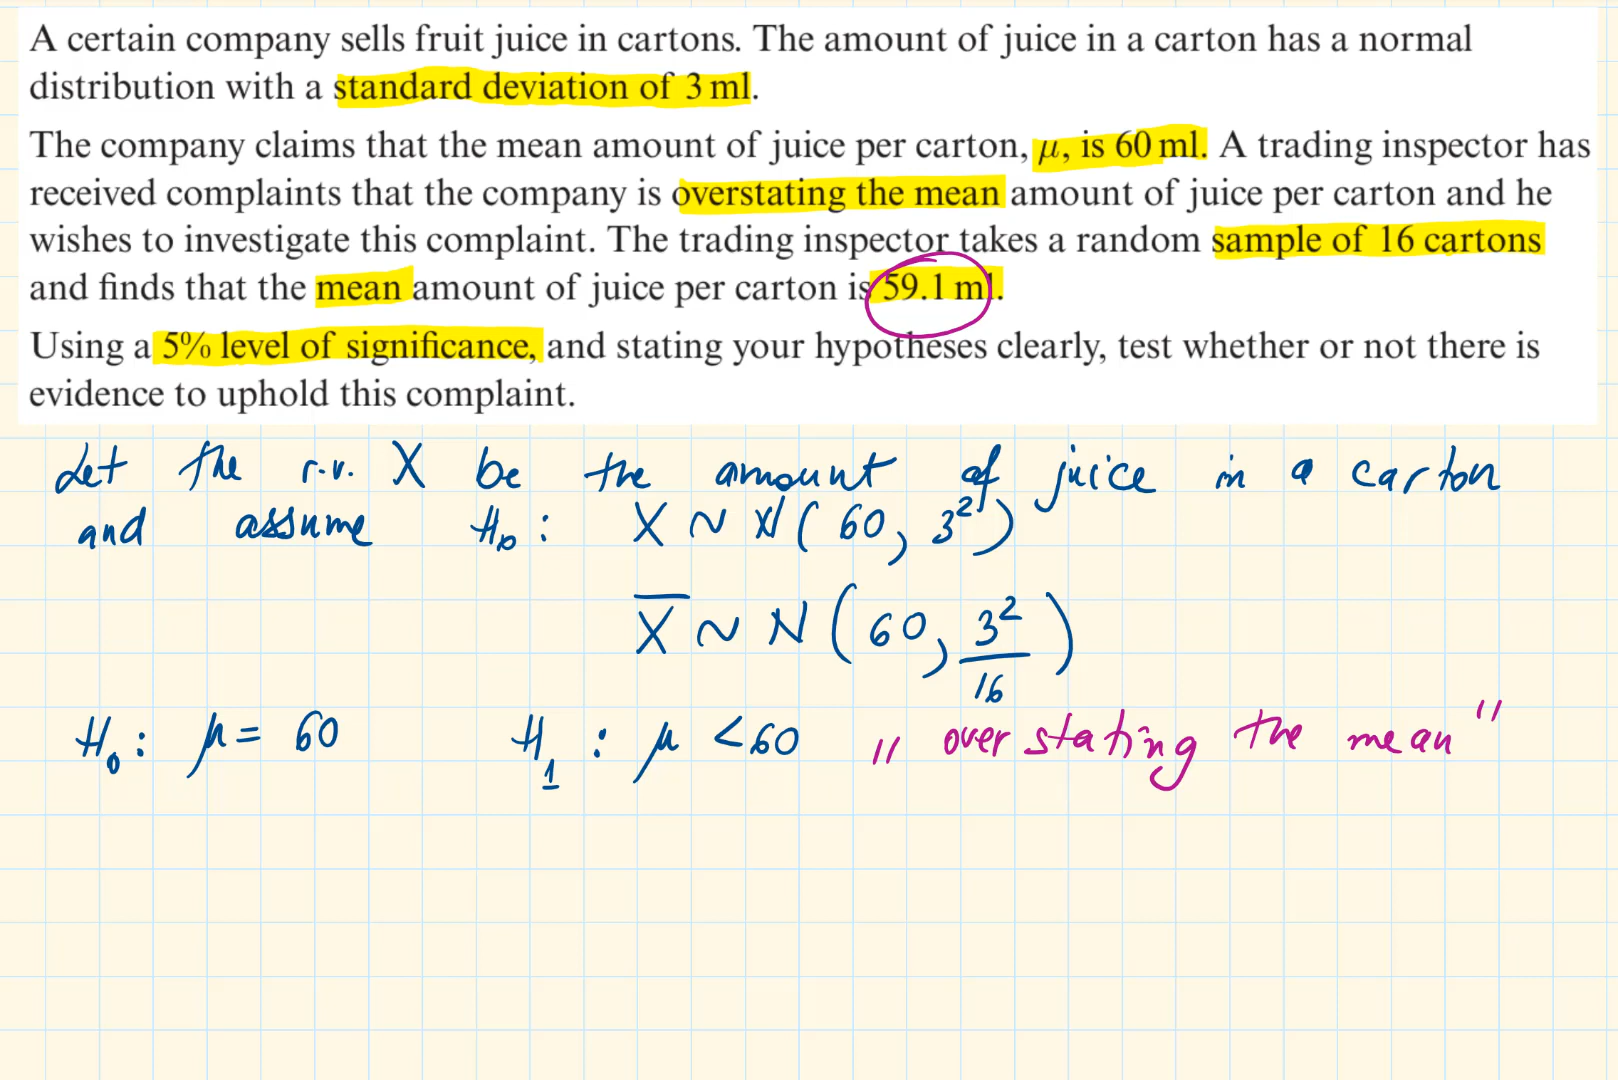 A certain company sells fruit juice in cartons. The amount of juice in a carton has a normal
distribution with a standard deviation of 3 ml.
The company claims that the mean amount of juice per carton, μ, is 60 ml. A trading inspector has
received complaints that the company is overstating the mean amount of juice per carton and he
wishes to investigate this complaint. The trading inspector takes a random sample of 16 cartons
and finds that the mean amount of juice per carton is 59.1 ml.
Using a 5% level of significance, and stating your hypotheses clearly, test whether or not there is
evidence to uphold this complaint.
Let the r.v. X be the amount of juice in a carton
and assume H₀ : X ~ N( 60, 3²)
X̄ ~ N ( 60, 3²/16 )
H₀ : μ = 60 H₁ : μ < 60 " overstating the mean "